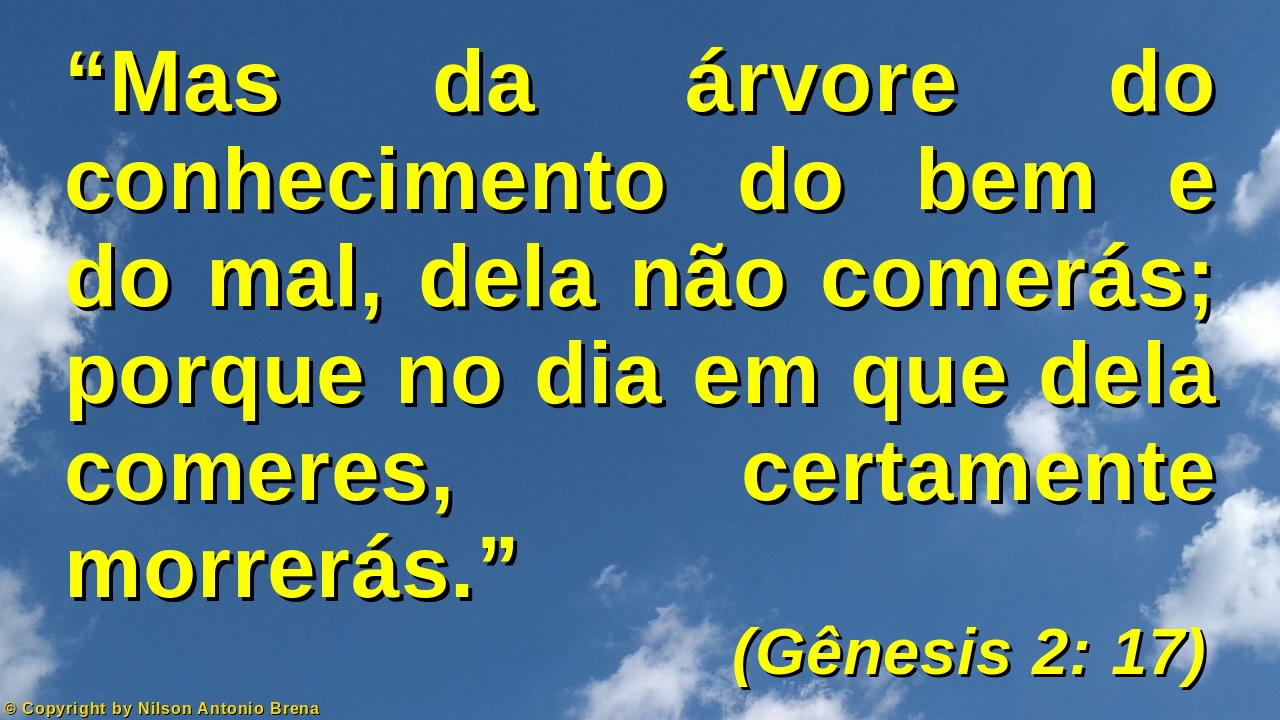 “Mas da árvore do
conhecimento do bem e
do mal, dela não comerás;
porque no dia em que dela
comeres, certamente
morrerás.”
(Gênesis 2: 17)
© Copyright by Nilson Antonio Brena